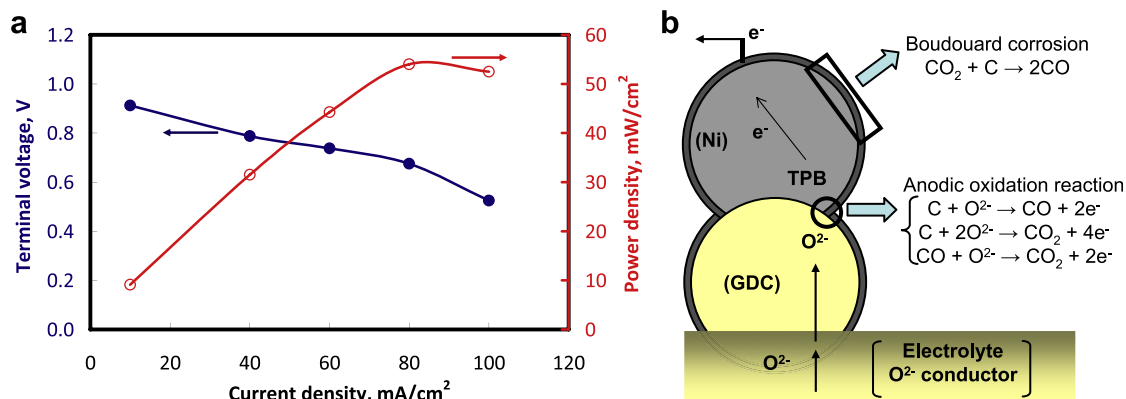 a
1.2
1.0
0.8
0.6
0.4
0.2
0.0
Terminal voltage, V
60
50
40
30
20
10
0
Power density, mW/cm²
0 20 40 60 80 100 120
Current density, mA/cm²
b
e⁻
Boudouard corrosion
CO₂ + C → 2CO
(Ni)
e⁻
TPB
Anodic oxidation reaction
C + O²⁻ → CO + 2e⁻
C + 2O²⁻ → CO₂ + 4e⁻
CO + O²⁻ → CO₂ + 2e⁻
O²⁻
(GDC)
O²⁻
Electrolyte
O²⁻ conductor